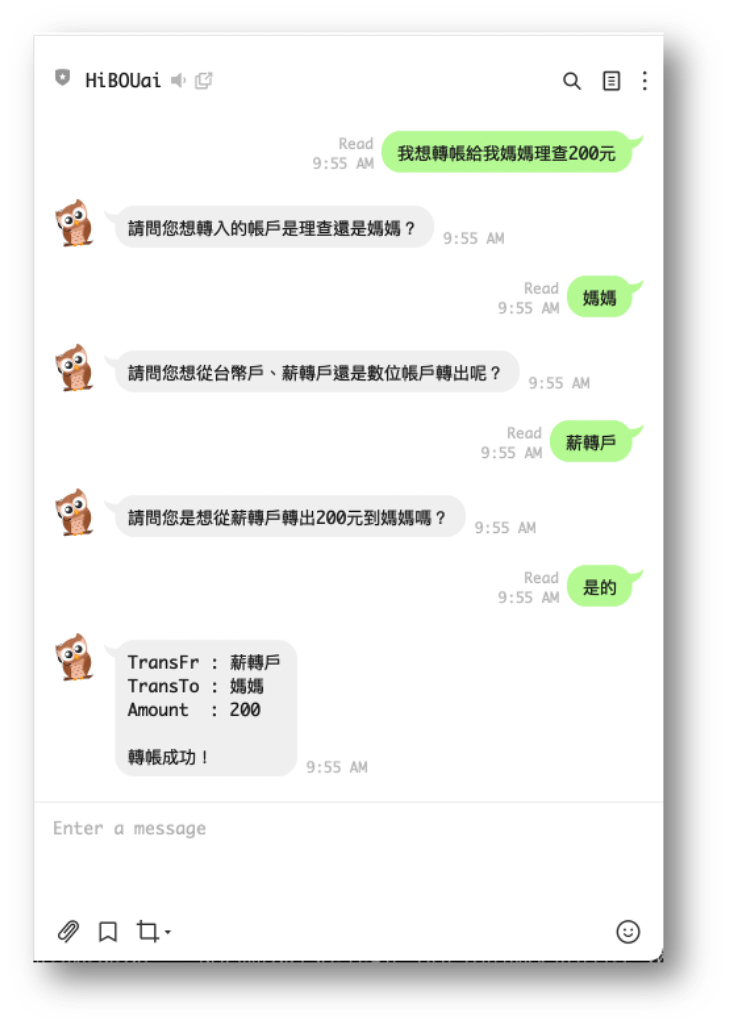 HiBOUai
Read
9:55 AM
我想轉帳給我媽媽理查200元
請問您想轉入的帳戶是理查還是媽媽？
9:55 AM
Read
9:55 AM
媽媽
請問您想從台幣戶、薪轉戶還是數位帳戶轉出呢？
9:55 AM
Read
9:55 AM
薪轉戶
請問您是想從薪轉戶轉出200元到媽媽嗎？
9:55 AM
Read
9:55 AM
是的
TransFr : 薪轉戶
TransTo : 媽媽
Amount  : 200
轉帳成功！
9:55 AM
Enter a message